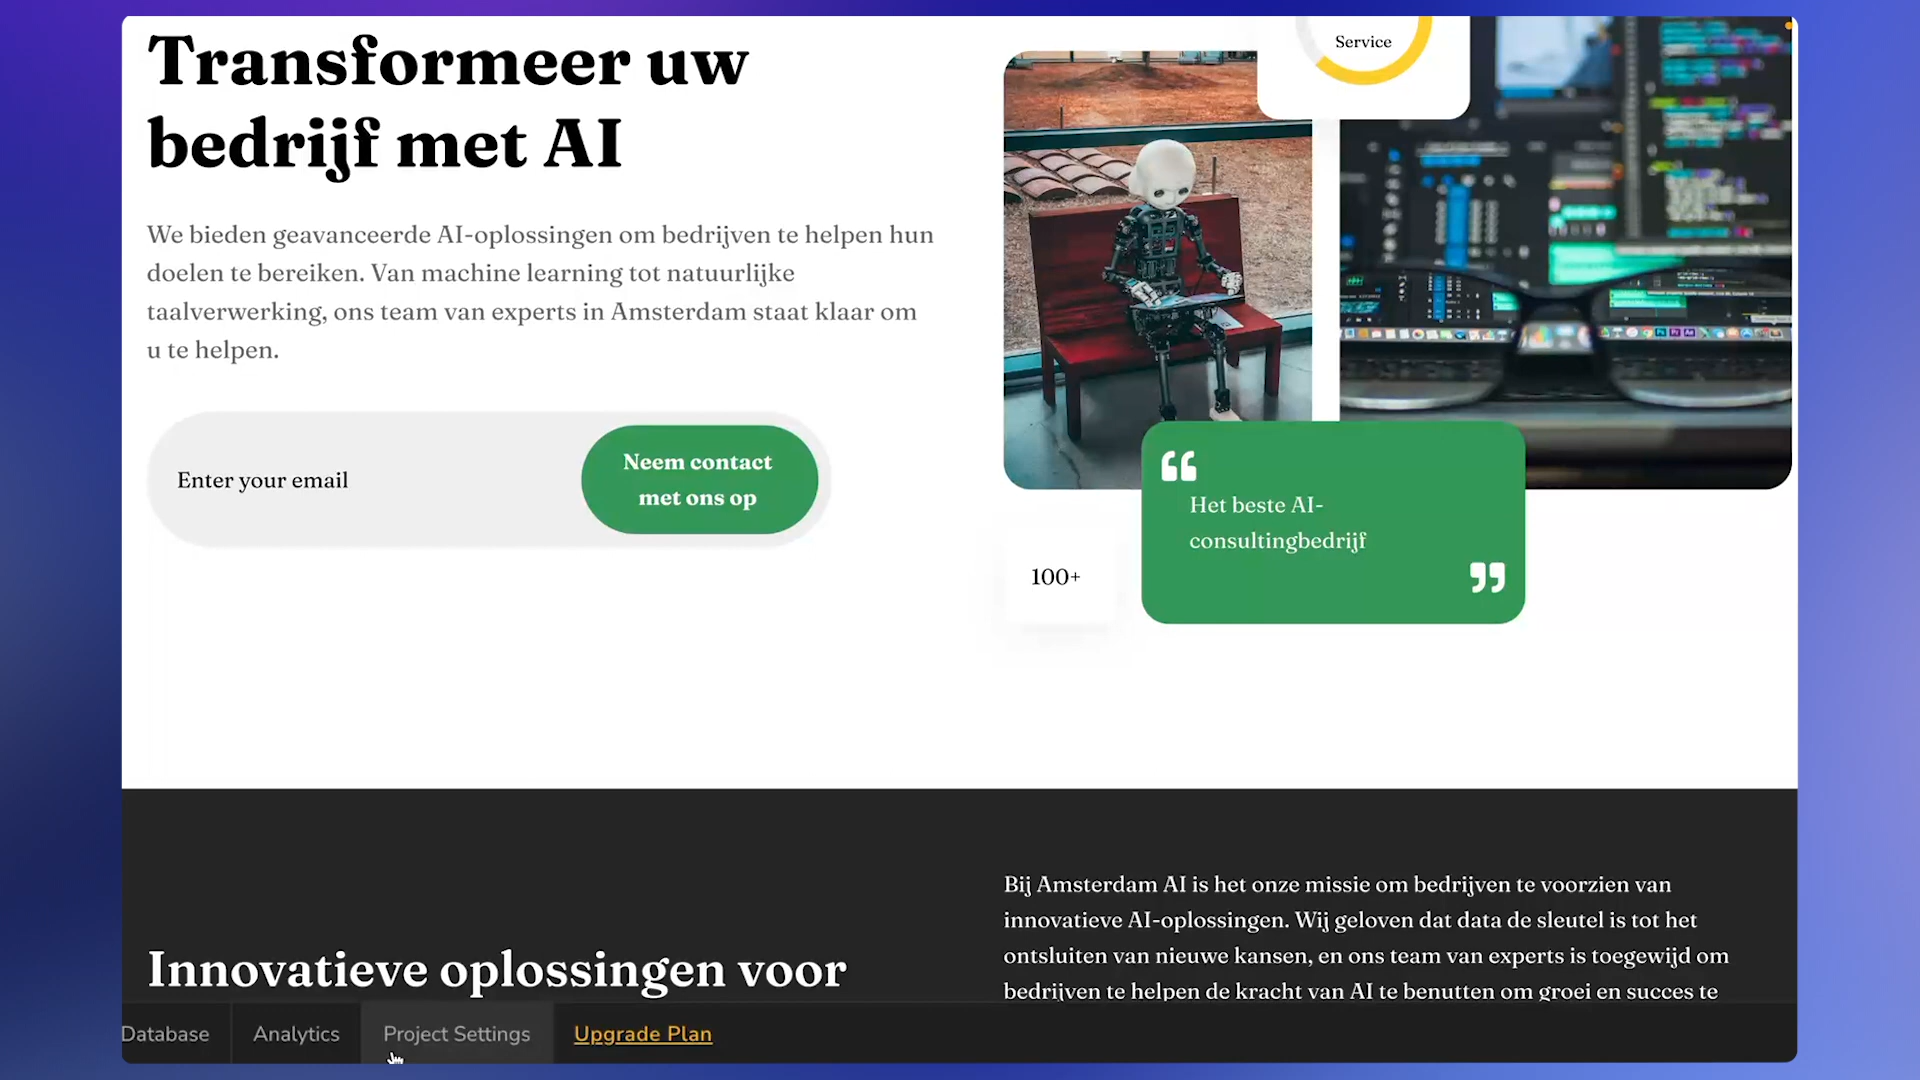 Transformeer uw
bedrijf met AI
We bieden geavanceerde AI-oplossingen om bedrijven te helpen hun
doelen te bereiken. Van machine learning tot natuurlijke
taalverwerking, ons team van experts in Amsterdam staat klaar om
u te helpen.
Enter your email
Neem contact
met ons op
Service
“
Het beste AI-
consultingbedrijf
”
100+
Innovatieve oplossingen voor
Bij Amsterdam AI is het onze missie om bedrijven te voorzien van
innovatieve AI-oplossingen. Wij geloven dat data de sleutel is tot het
ontsluiten van nieuwe kansen, en ons team van experts is toegewijd om
bedrijven te helpen de kracht van AI te benutten om groei en succes te
Database
Analytics
Project Settings
Upgrade Plan